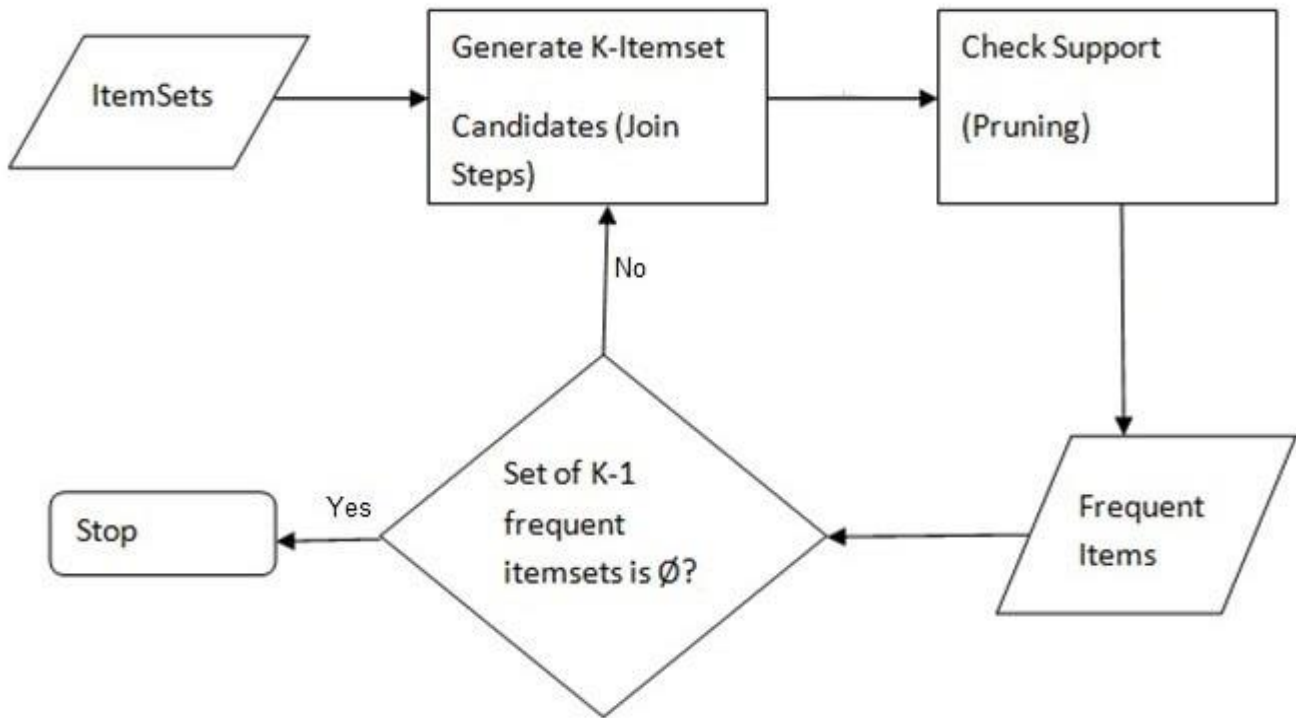 ItemSets
Generate K-Itemset
Candidates (Join
Steps)
Check Support
(Pruning)
No
Set of K-1
frequent
itemsets is Ø?
Yes
Stop
Frequent
Items